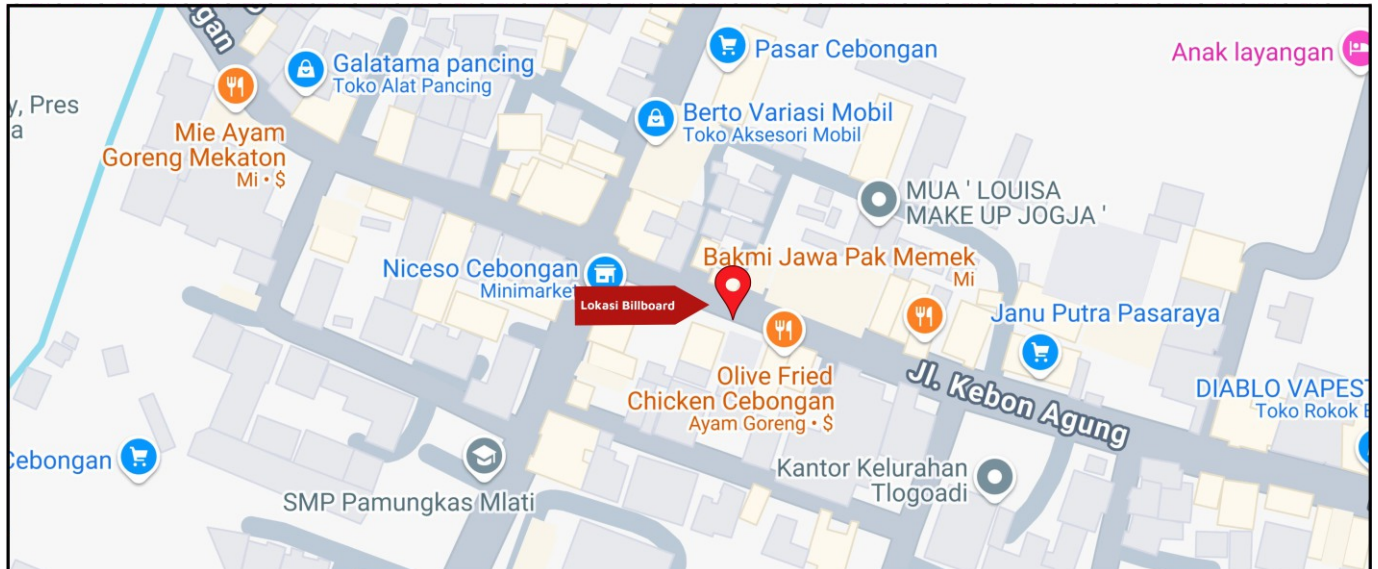 gan
Galatama pancing
Toko Alat Pancing
Pasar Cebongan
Anak layangan
y, Pres
a
Mie Ayam
Goreng Mekaton
Mi • $
Berto Variasi Mobil
Toko Aksesori Mobil
MUA ' LOUISA
MAKE UP JOGJA '
Niceso Cebongan
Minimarket
Bakmi Jawa Pak Memek
Mi
Lokasi Billboard
Janu Putra Pasaraya
Olive Fried
Chicken Cebongan
Ayam Goreng • $
Jl. Kebon Agung
DIABLO VAPEST
Toko Rokok
Cebongan
SMP Pamungkas Mlati
Kantor Kelurahan
Tlogoadi